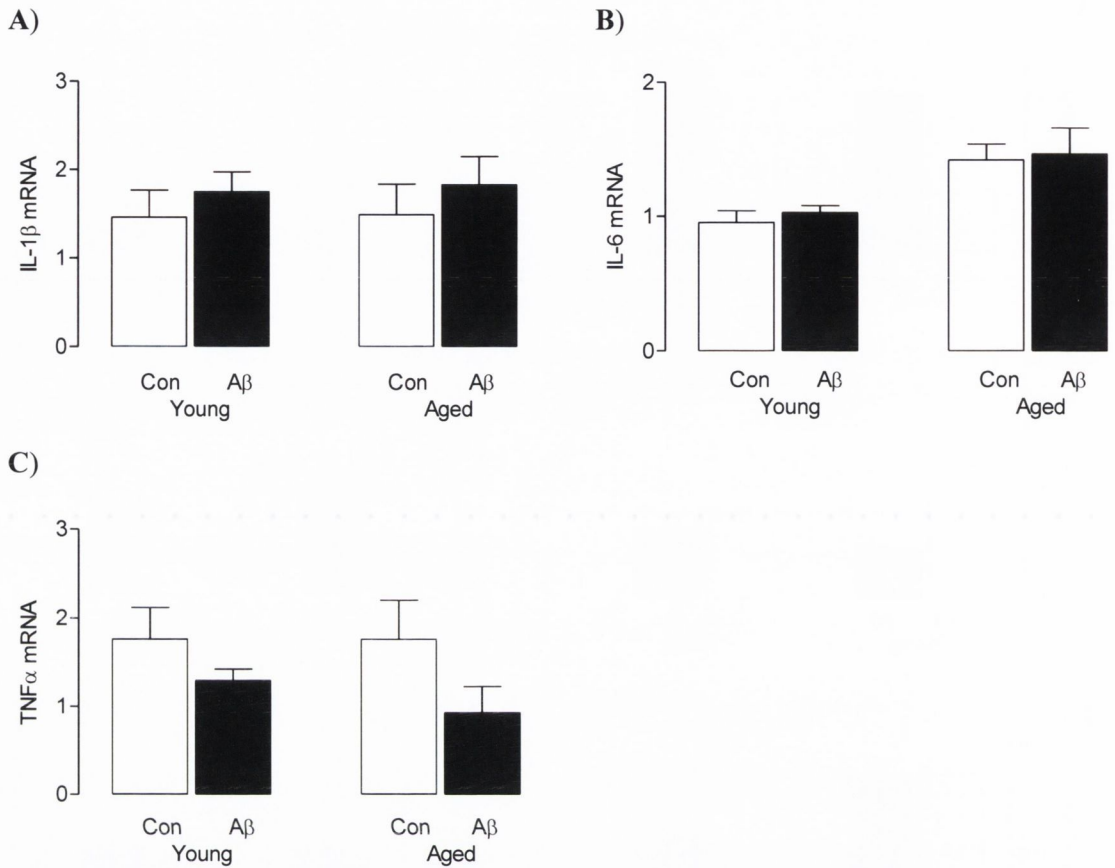 A)
3
2
1
0
IL-1β mRNA
Con Aβ Con Aβ
Young Aged
B)
2
1
0
IL-6 mRNA
Con Aβ Con Aβ
Young Aged
C)
3
2
1
0
TNFα mRNA
Con Aβ Con Aβ
Young Aged